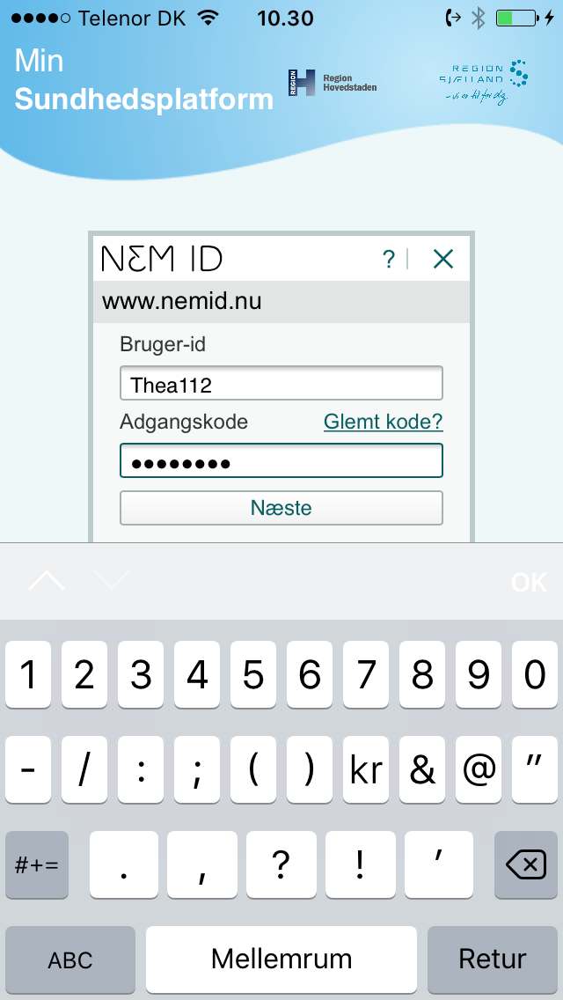 Telenor DK 10.30
Min
Sundhedsplatform
REGION
Region
Hovedstaden
REGION
SJÆLLAND
- vi er til for dig
NEM ID ?
www.nemid.nu
Bruger-id
Thea112
Adgangskode Glemt kode?
••••••••
Næste
OK
1 2 3 4 5 6 7 8 9 0
- / : ; ( ) kr & @ "
#+= . , ? ! '
ABC Mellemrum Retur